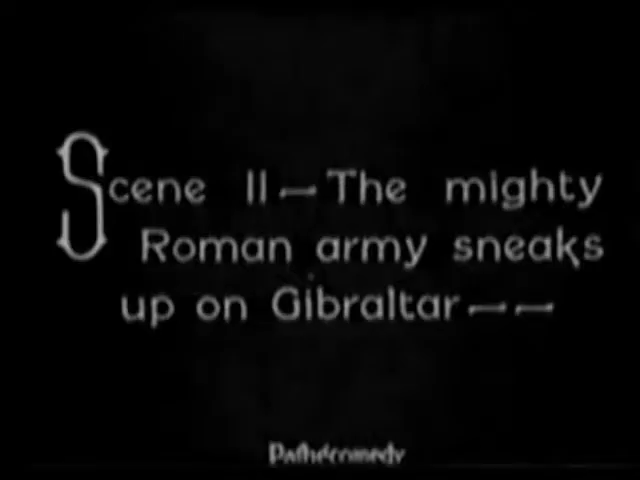 Scene II — The mighty
Roman army sneaks
up on Gibraltar — —
Pathécomedy